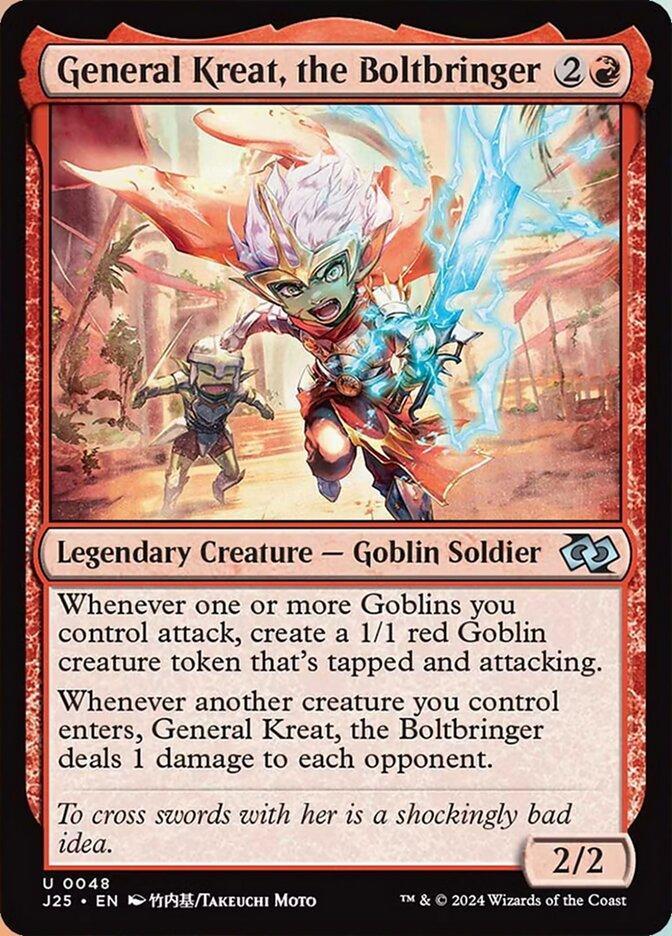 General Kreat, the Boltbringer 2
Legendary Creature — Goblin Soldier
Whenever one or more Goblins you
control attack, create a 1/1 red Goblin
creature token that's tapped and attacking.
Whenever another creature you control
enters, General Kreat, the Boltbringer
deals 1 damage to each opponent.
To cross swords with her is a shockingly bad
idea.
2/2
U 0048
J25 • EN 竹内基/Takeuchi Moto
™ & © 2024 Wizards of the Coast